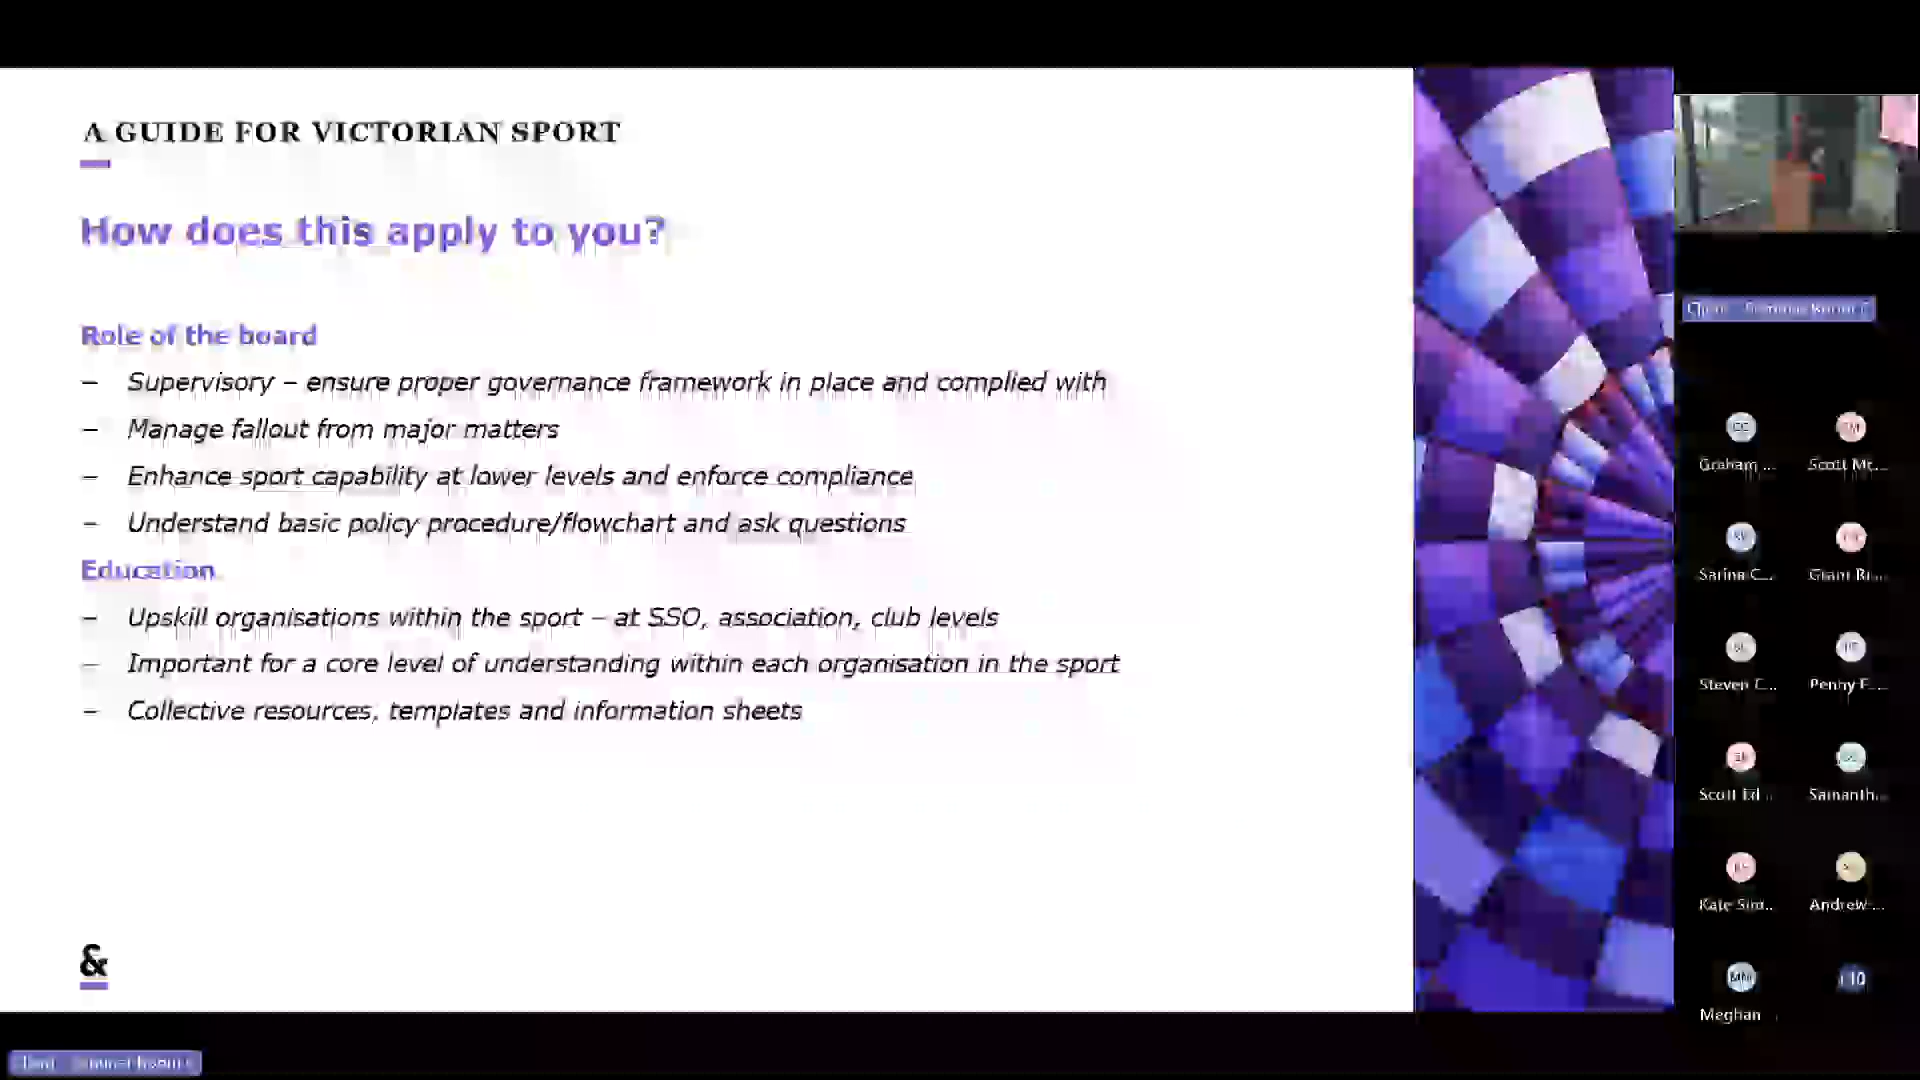 A GUIDE FOR VICTORIAN SPORT
How does this apply to you?
Role of the board
– Supervisory – ensure proper governance framework in place and complied with
– Manage fallout from major matters
– Enhance sport capability at lower levels and enforce compliance
– Understand basic policy procedure/flowchart and ask questions
Education
– Upskill organisations within the sport – at SSO, association, club levels
– Important for a core level of understanding within each organisation in the sport
– Collective resources, templates and information sheets
&
Graham ...
Scott Mc...
Sarina C...
Grant
Steven C...
Penny F...
Scott Ed...
Samanth...
Kate Sim...
Andrew ...
Meghan
+10